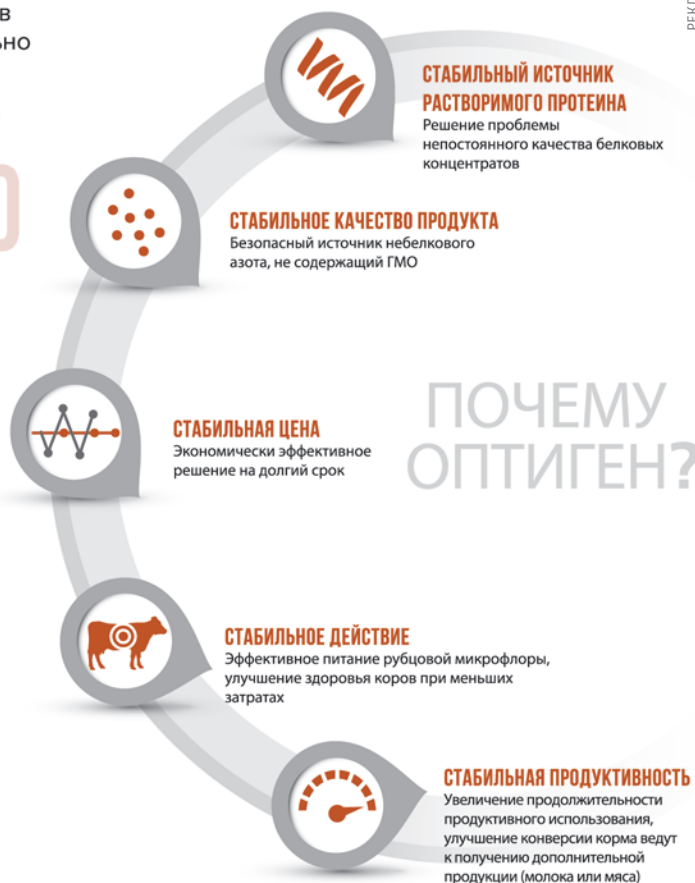 в
ьно
РЕКЛ
СТАБИЛЬНЫЙ ИСТОЧНИК
РАСТВОРИМОГО ПРОТЕИНА
Решение проблемы
непостоянного качества белковых
концентратов
СТАБИЛЬНОЕ КАЧЕСТВО ПРОДУКТА
Безопасный источник небелкового
азота, не содержащий ГМО
СТАБИЛЬНАЯ ЦЕНА
Экономически эффективное
решение на долгий срок
ПОЧЕМУ
ОПТИГЕН?
СТАБИЛЬНОЕ ДЕЙСТВИЕ
Эффективное питание рубцовой микрофлоры,
улучшение здоровья коров при меньших
затратах
СТАБИЛЬНАЯ ПРОДУКТИВНОСТЬ
Увеличение продолжительности
продуктивного использования,
улучшение конверсии корма ведут
к получению дополнительной
продукции (молока или мяса)